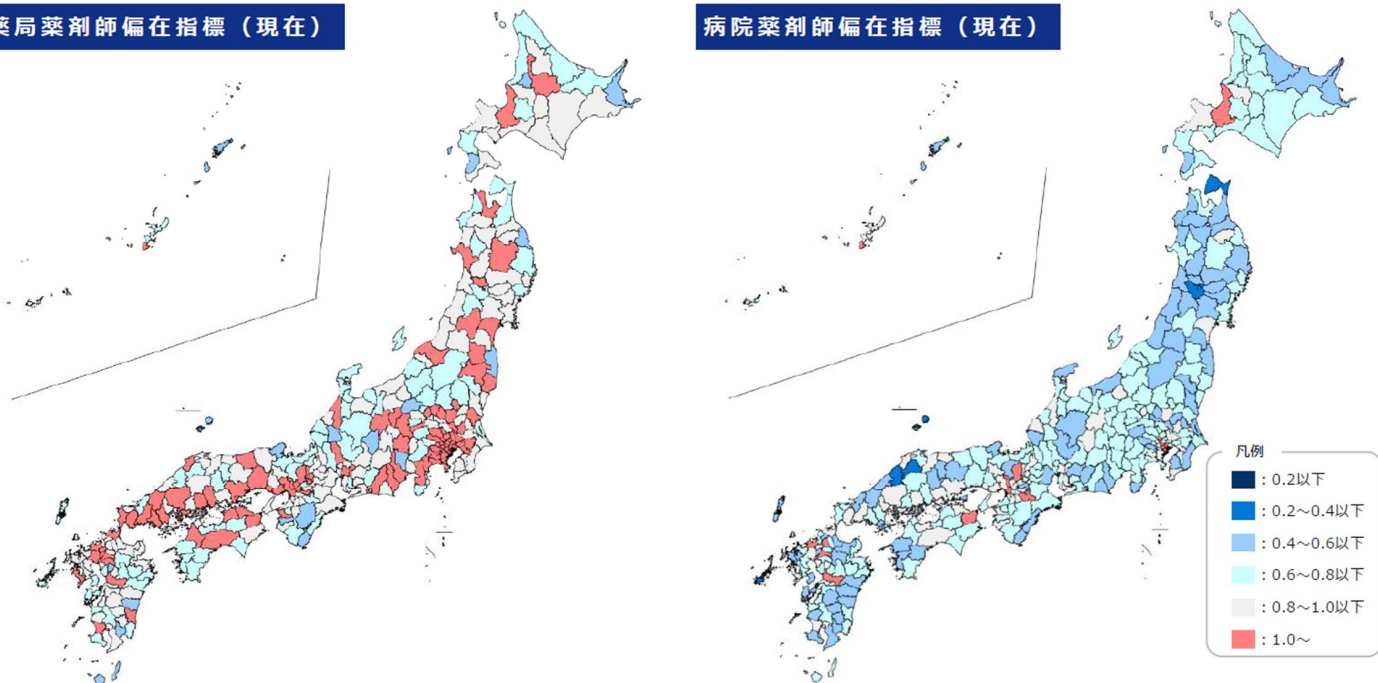 薬局薬剤師偏在指標（現在）
病院薬剤師偏在指標（現在）
凡例
：0.2以下
：0.2～0.4以下
：0.4～0.6以下
：0.6～0.8以下
：0.8～1.0以下
：1.0～